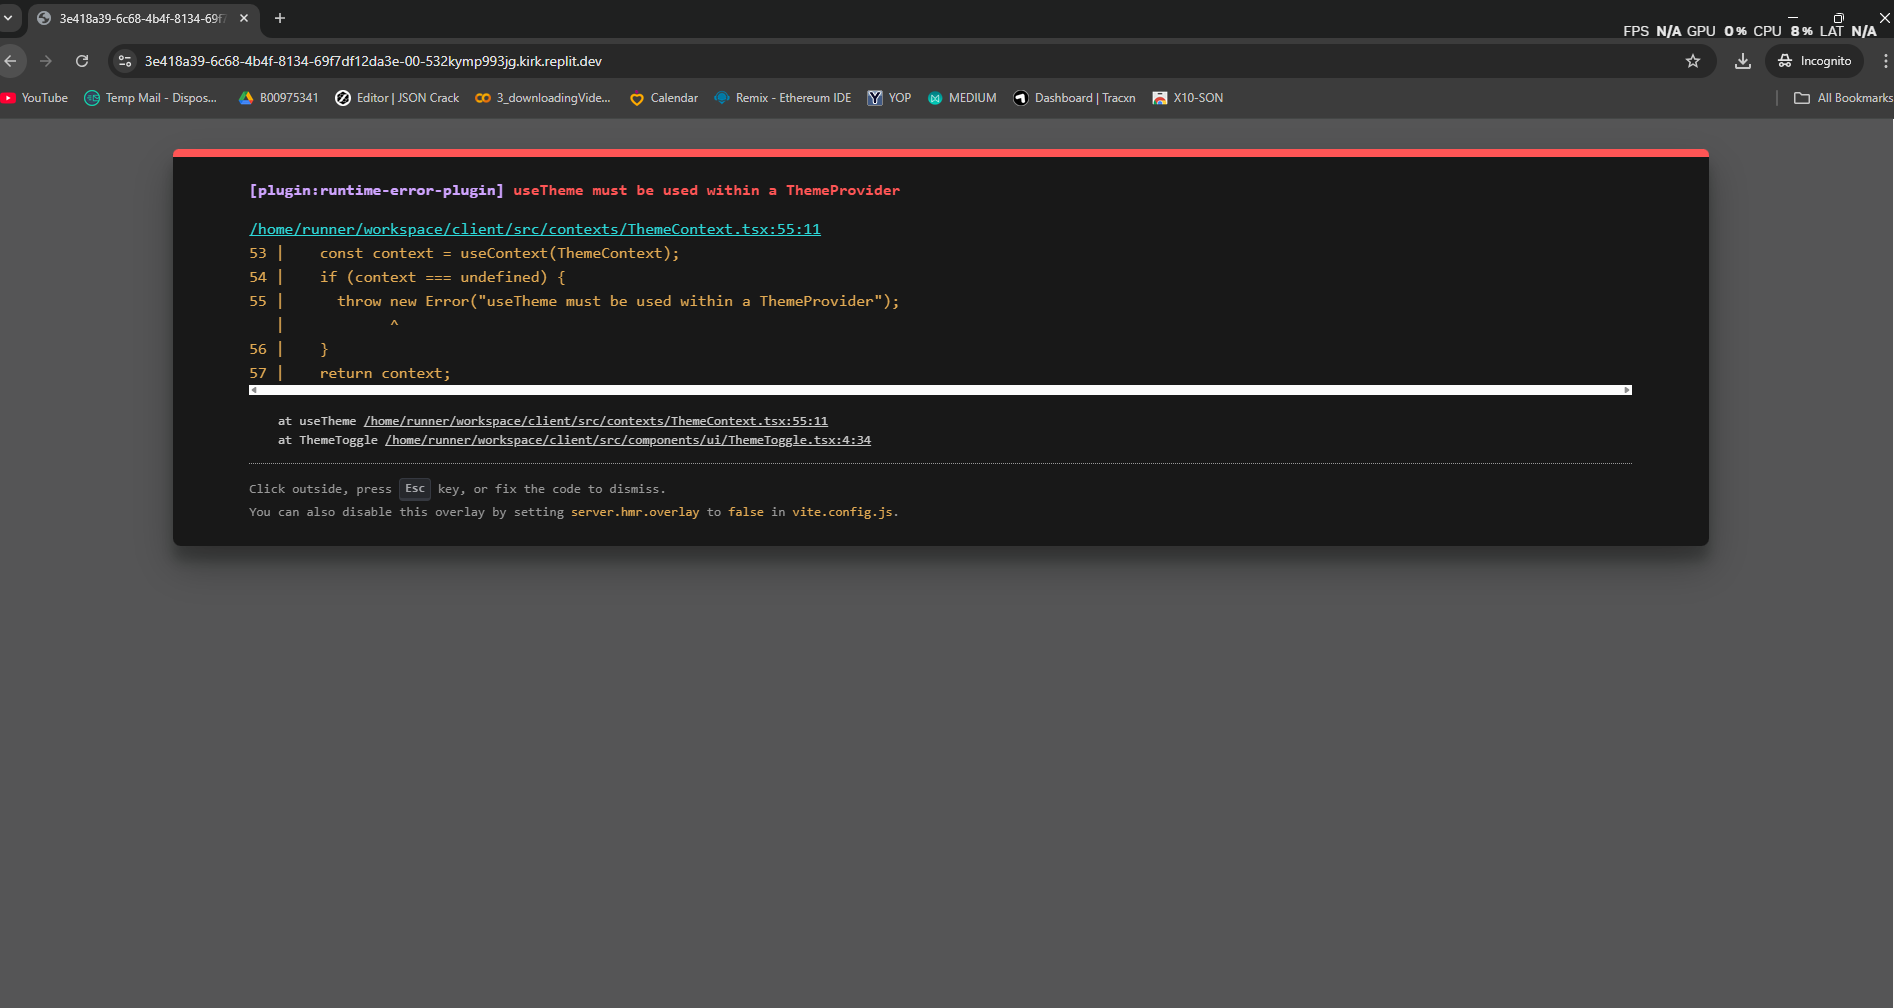 3e418a39-6c68-4b4f-8134-69f7
FPS N/A GPU 0% CPU 8% LAT N/A
3e418a39-6c68-4b4f-8134-69f7df12da3e-00-532kymp993jg.kirk.replit.dev
Incognito
YouTube
Temp Mail - Dispos...
B00975341
Editor | JSON Crack
3_downloadingVide...
Calendar
Remix - Ethereum IDE
YOP
MEDIUM
Dashboard | Tracxn
X10-SON
All Bookmarks
[plugin:runtime-error-plugin] useTheme must be used within a ThemeProvider
/home/runner/workspace/client/src/contexts/ThemeContext.tsx:55:11
53 |    const context = useContext(ThemeContext);
54 |    if (context === undefined) {
55 |      throw new Error("useTheme must be used within a ThemeProvider");
   |            ^
56 |    }
57 |    return context;
at useTheme /home/runner/workspace/client/src/contexts/ThemeContext.tsx:55:11
at ThemeToggle /home/runner/workspace/client/src/components/ui/ThemeToggle.tsx:4:34
Click outside, press Esc key, or fix the code to dismiss.
You can also disable this overlay by setting server.hmr.overlay to false in vite.config.js.